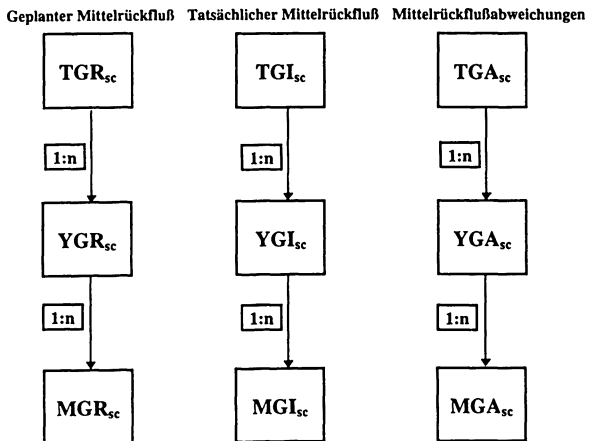 Geplanter Mittelrückfluß Tatsächlicher Mittelrückfluß Mittelrückflußabweichungen
TGRsc TGIsc TGAsc
1:n 1:n 1:n
YGRsc YGIsc YGAsc
1:n 1:n 1:n
MGRsc MGIsc MGAsc